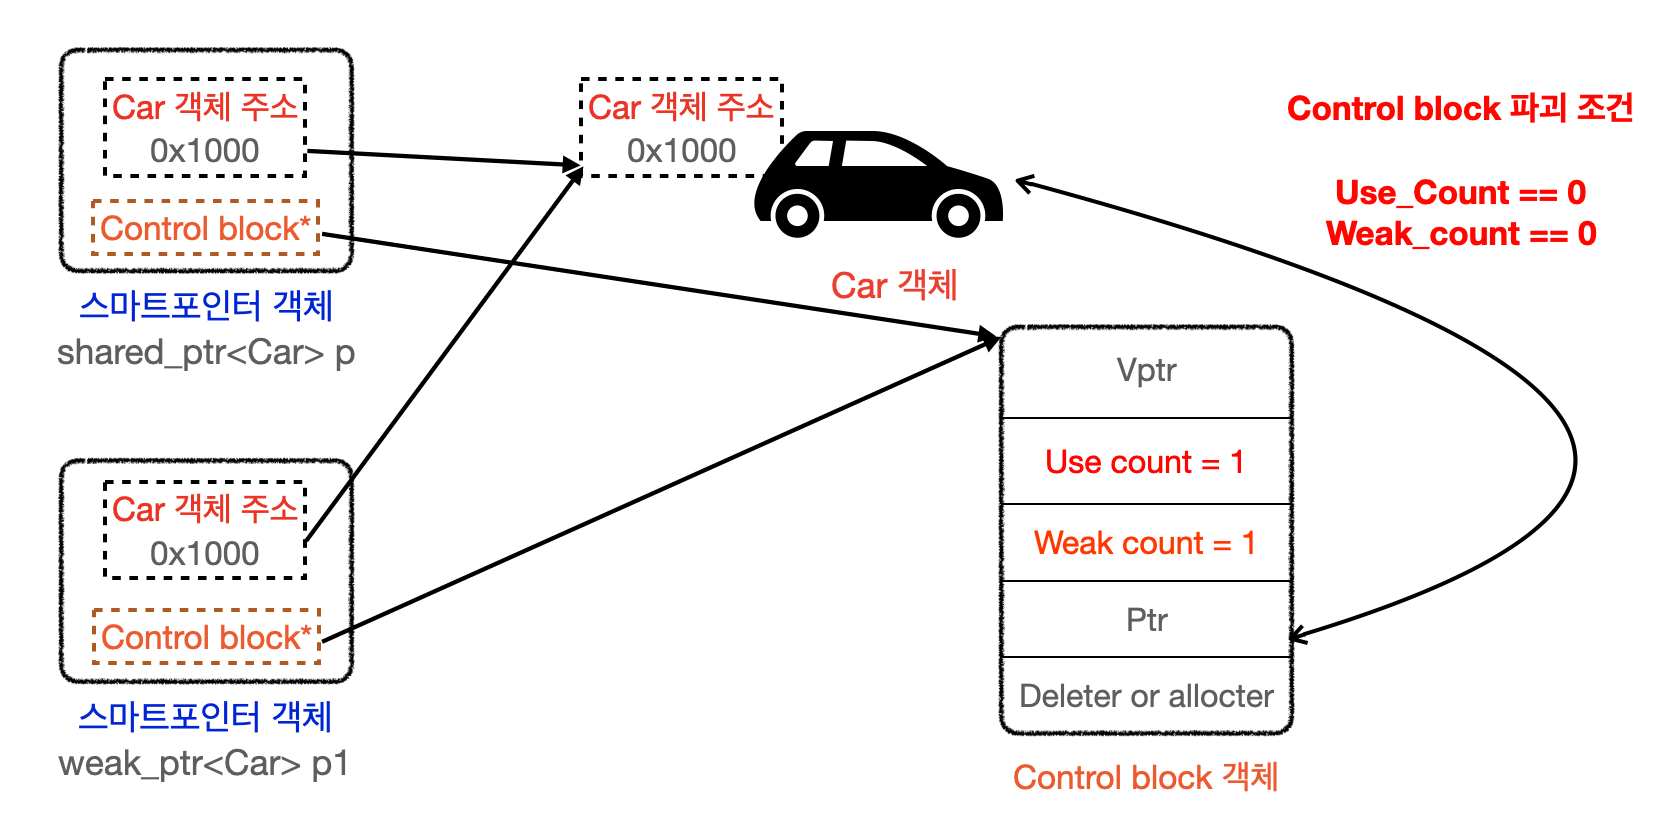 Car 객체 주소
0x1000
Control block*
스마트포인터 객체
shared_ptr<Car> p
Car 객체 주소
0x1000
Car 객체
Control block 파괴 조건
Use_Count == 0
Weak_count == 0
Car 객체 주소
0x1000
Control block*
스마트포인터 객체
weak_ptr<Car> p1
Vptr
Use count = 1
Weak count = 1
Ptr
Deleter or allocter
Control block 객체